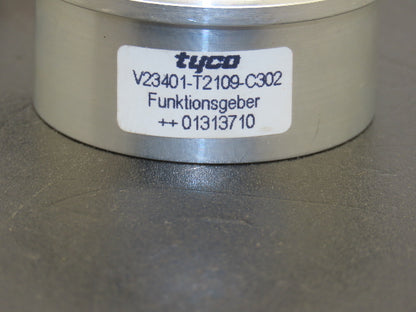 tyco
V23401-T2109-C302
Funktionsgeber
++ 01313710